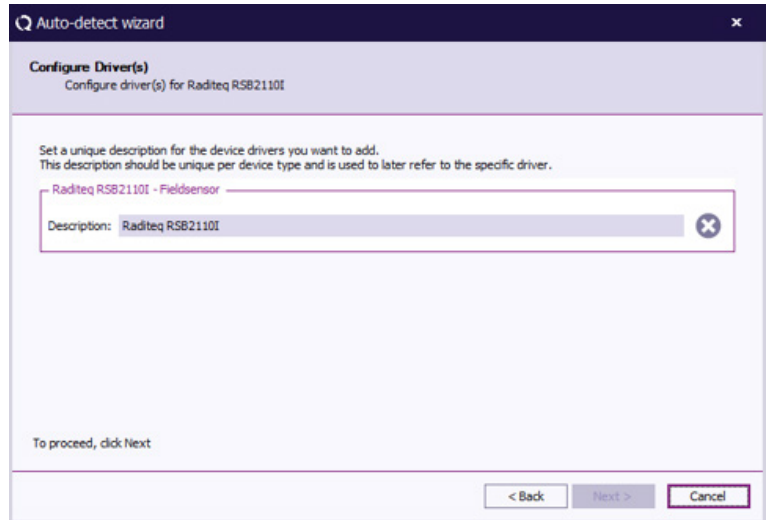 Auto-detect wizard
Configure Driver(s)
Configure driver(s) for Raditeq RSB2110I
Set a unique description for the device drivers you want to add.
This description should be unique per device type and is used to later refer to the specific driver.
Raditeq RSB2110I - Fieldsensor
Description: Raditeq RSB2110I
To proceed, click Next
< Back Next > Cancel